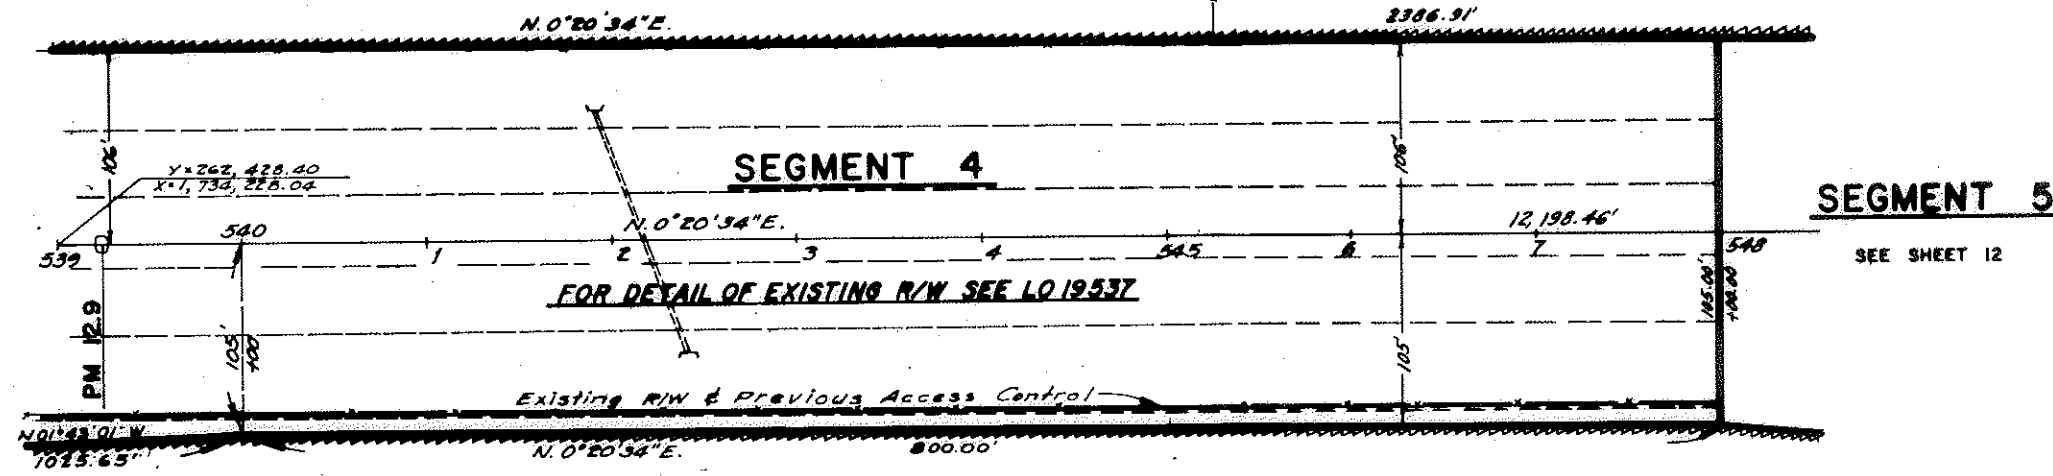 N. 0°20'34"E.
2386.91'
106'
106'
Y=262,428.40
X=1,734,228.04
SEGMENT 4
SEGMENT 5
SEE SHEET 12
N. 0°20'34"E.
12,198.46'
539
540
1
2
3
4
545
6
7
548
FOR DETAIL OF EXISTING R/W SEE LO 19537
PM 12.9
105'
+00
105'
105.00'
+00.00
Existing R/W & Previous Access Control
N01°43'01"W
1025.65'
N. 0°20'34"E.
800.00'